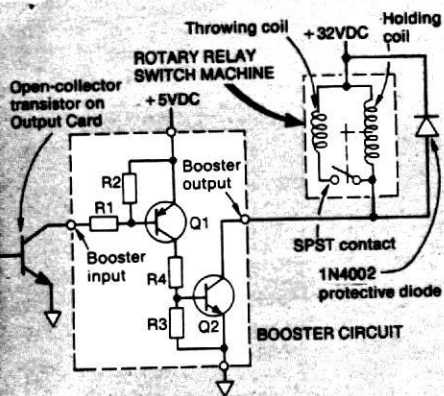 Throwing coil
+32VDC
Holding
coil
ROTARY RELAY
SWITCH MACHINE
Open-collector
transistor on
Output Card
+5VDC
R2
Booster
output
R1
Q1
Booster
input
R4
SPST contact
R3
Q2
1N4002
protective diode
BOOSTER CIRCUIT